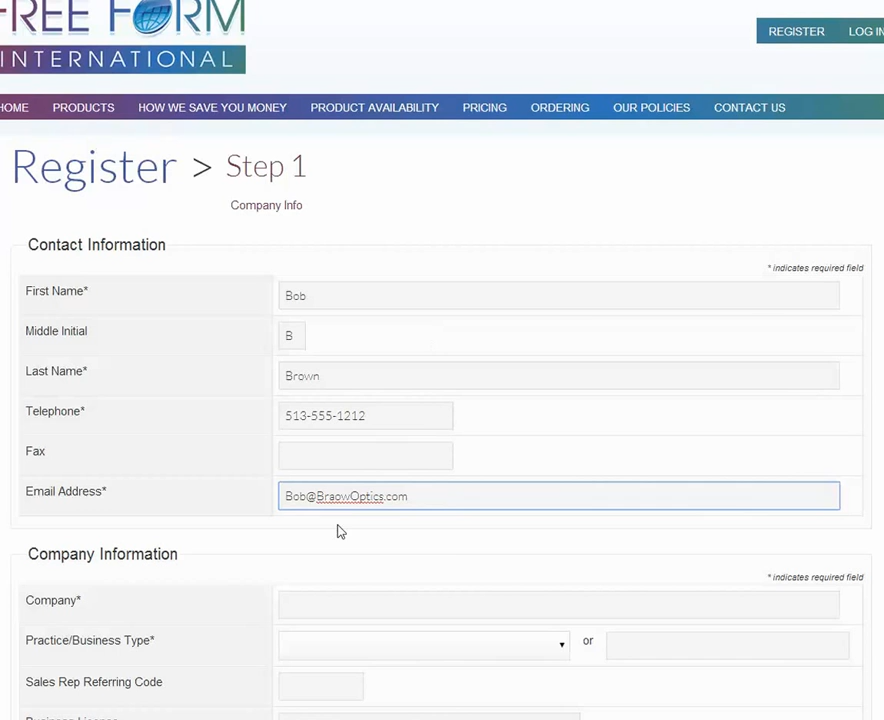 FREE FORM
INTERNATIONAL
REGISTER LOG IN
HOME PRODUCTS HOW WE SAVE YOU MONEY PRODUCT AVAILABILITY PRICING ORDERING OUR POLICIES CONTACT US
Register > Step 1
Company Info
Contact Information
* indicates required field
First Name* Bob
Middle Initial B
Last Name* Brown
Telephone* 513-555-1212
Fax
Email Address* Bob@BraowOptics.com
Company Information
* indicates required field
Company*
Practice/Business Type* or
Sales Rep Referring Code
Business License